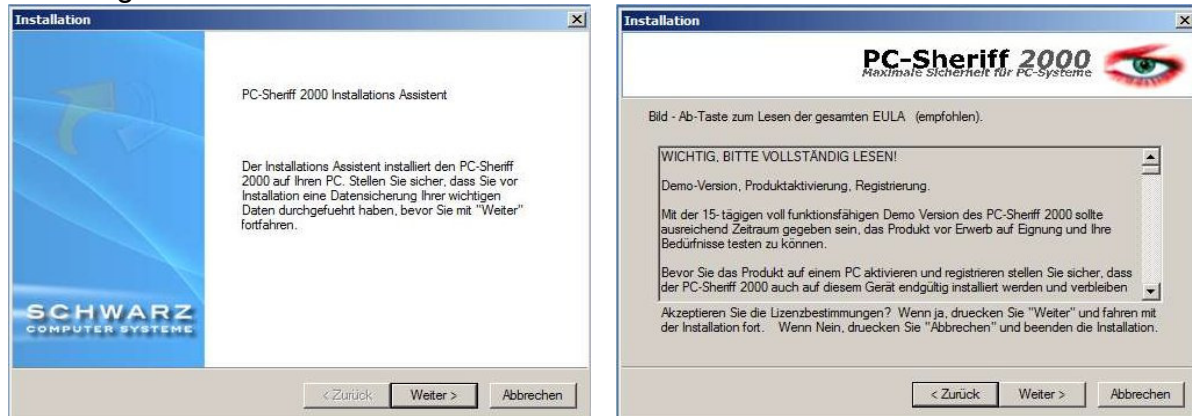 Installation
PC-Sheriff 2000 Installations Assistent
Der Installations Assistent installiert den PC-Sheriff
2000 auf Ihren PC. Stellen Sie sicher, dass Sie vor
Installation eine Datensicherung Ihrer wichtigen
Daten durchgefuehrt haben, bevor Sie mit "Weiter"
fortfahren.
SCHWARZ
COMPUTER SYSTEME
< Zurück Weiter > Abbrechen
Installation
PC-Sheriff 2000
Maximale Sicherheit für PC-Systeme
Bild - Ab-Taste zum Lesen der gesamten EULA (empfohlen).
WICHTIG, BITTE VOLLSTÄNDIG LESEN!
Demo-Version, Produktaktivierung, Registrierung.
Mit der 15- tägigen voll funktionsfähigen Demo Version des PC-Sheriff 2000 sollte
ausreichend Zeitraum gegeben sein, das Produkt vor Erwerb auf Eignung und Ihre
Bedürfnisse testen zu können.
Bevor Sie das Produkt auf einem PC aktivieren und registrieren stellen Sie sicher, dass
der PC-Sheriff 2000 auch auf diesem Gerät endgültig installiert werden und verbleiben
Akzeptieren Sie die Lizenzbestimmungen? Wenn ja, druecken Sie "Weiter" und fahren mit
der Installation fort. Wenn Nein, druecken Sie "Abbrechen" und beenden die Installation.
< Zurück Weiter > Abbrechen